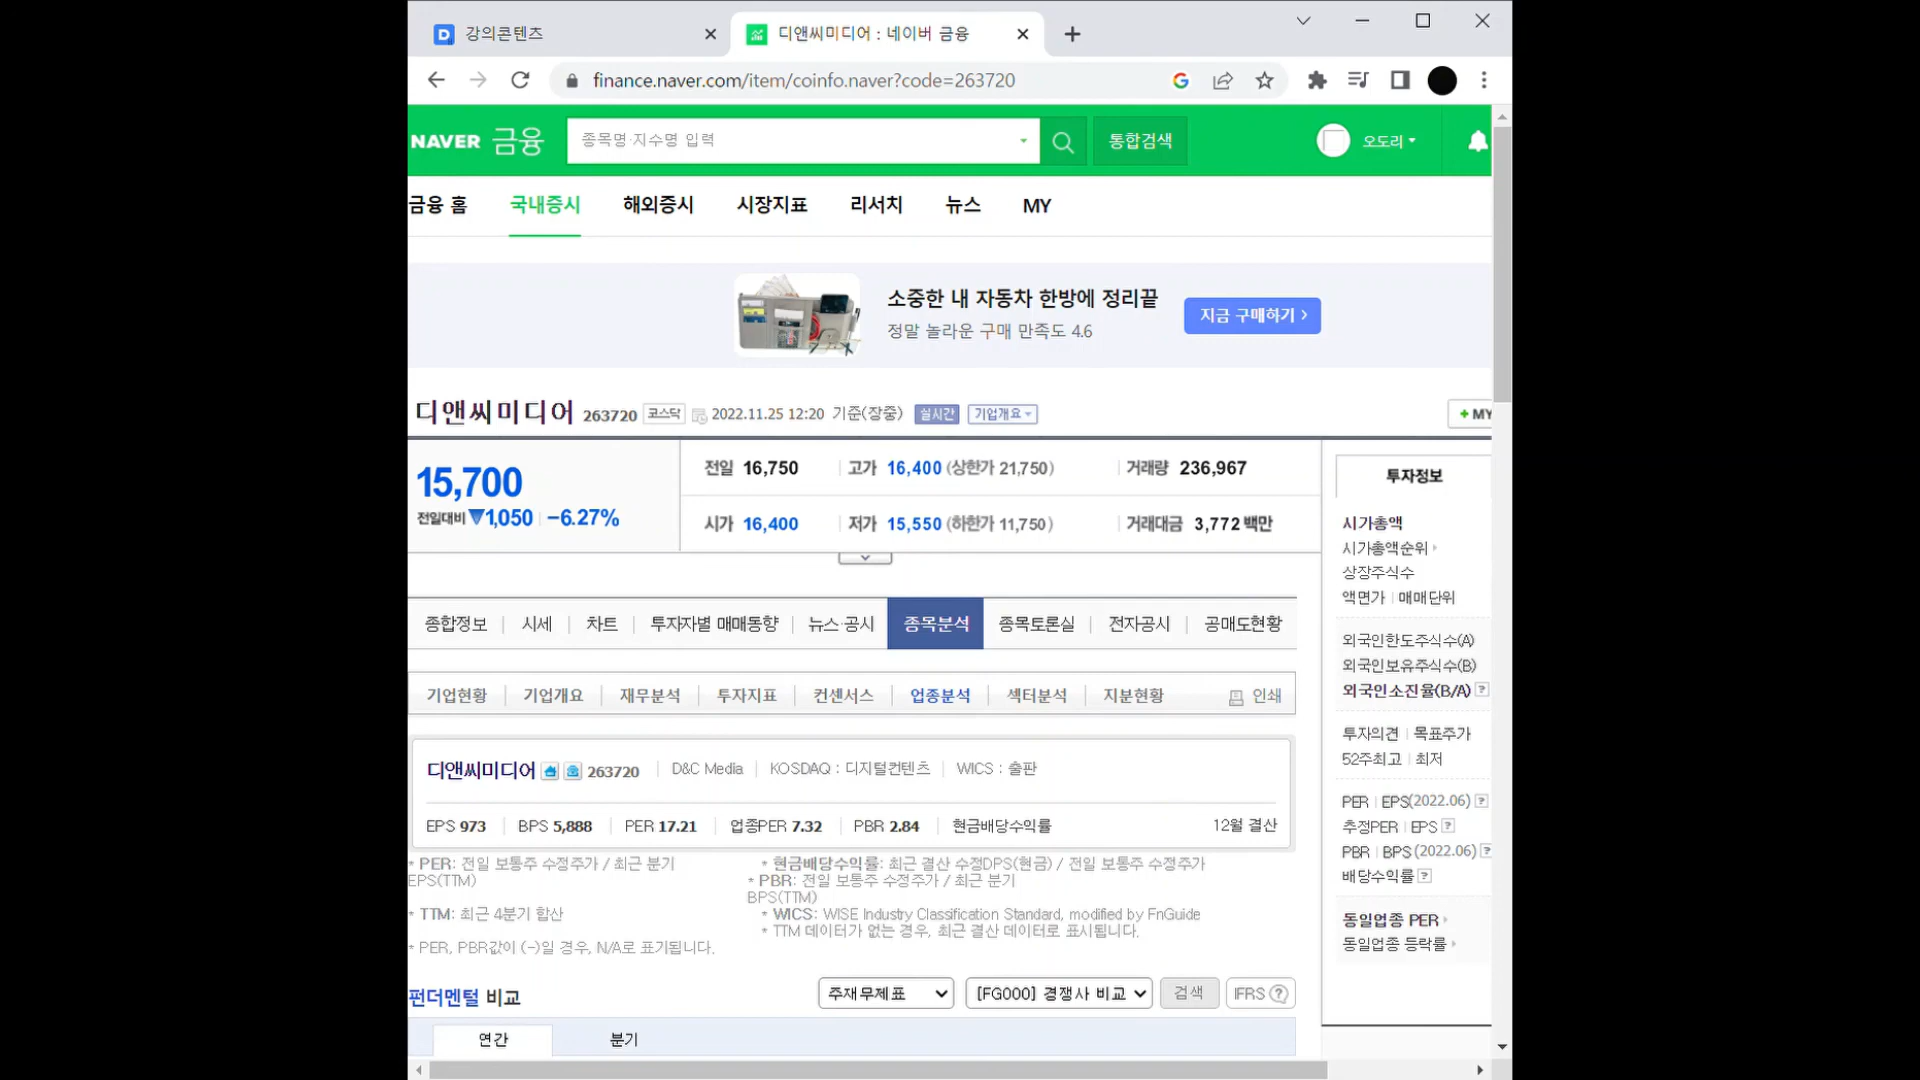 강의콘텐츠
디앤씨미디어 : 네이버 금융
finance.naver.com/item/coinfo.naver?code=263720
NAVER 금융
종목명·지수명 입력
통합검색
오도리
금융 홈 국내증시 해외증시 시장지표 리서치 뉴스 MY
소중한 내 자동차 한방에 정리끝
정말 놀라운 구매 만족도 4.6
지금 구매하기 >
디앤씨미디어 263720 코스닥 2022.11.25 12:20 기준(장중) 실시간 기업개요
+ MY
15,700
전일대비 ▼1,050 | -6.27%
전일 16,750 | 고가 16,400 (상한가 21,750) | 거래량 236,967
시가 16,400 | 저가 15,550 (하한가 11,750) | 거래대금 3,772 백만
종합정보 | 시세 | 차트 | 투자자별 매매동향 | 뉴스·공시 종목분석 종목토론실 | 전자공시 | 공매도현황
기업현황 | 기업개요 | 재무분석 | 투자지표 | 컨센서스 | 업종분석 | 섹터분석 | 지분현황 인쇄
디앤씨미디어 263720 | D&C Media | KOSDAQ : 디지털컨텐츠 | WICS : 출판
EPS 973 | BPS 5,888 | PER 17.21 | 업종PER 7.32 | PBR 2.84 | 현금배당수익률 12월 결산
* PER: 전일 보통주 수정주가 / 최근 분기
EPS(TTM)
* TTM: 최근 4분기 합산
* PER, PBR값이 (-)일 경우, N/A로 표기됩니다.
* 현금배당수익률: 최근 결산 수정DPS(현금) / 전일 보통주 수정주가
* PBR: 전일 보통주 수정주가 / 최근 분기
BPS(TTM)
* WICS: WISE Industry Classification Standard, modified by FnGuide
* TTM 데이터가 없는 경우, 최근 결산 데이터로 표시됩니다.
펀더멘털 비교
주재무제표 [FG000] 경쟁사 비교 검색 IFRS ?
연간 분기
투자정보
시가총액
시가총액순위
상장주식수
액면가 | 매매단위
외국인한도주식수(A)
외국인보유주식수(B)
외국인소진율(B/A) ?
투자의견 | 목표주가
52주최고 | 최저
PER | EPS(2022.06) ?
추정PER | EPS ?
PBR | BPS (2022.06) ?
배당수익률 ?
동일업종 PER
동일업종 등락률